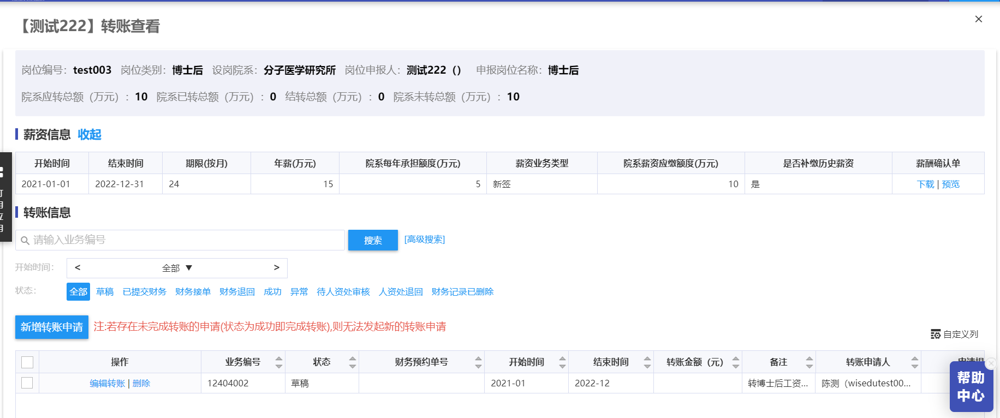 【测试222】转账查看
岗位编号：test003 岗位类别：博士后 设岗院系：分子医学研究所 岗位申报人：测试222（） 申报岗位名称：博士后
院系应转总额（万元）：10 院系已转总额（万元）：0 结转总额（万元）：0 院系未转总额（万元）：10
薪资信息 收起
开始时间 结束时间 期限(按月) 年薪(万元) 院系每年承担额度(万元) 薪资业务类型 院系薪资应缴额度(万元) 是否补缴历史薪资 薪酬确认单
2021-01-01 2022-12-31 24 15 5 新签 10 是 下载 | 预览
转账信息
请输入业务编号 搜索 [高级搜索]
开始时间： < 全部 ▼ >
状态： 全部 草稿 已提交财务 财务接单 财务退回 成功 异常 待人资处审核 人资处退回 财务记录已删除
新增转账申请 注:若存在未完成转账的申请(状态为成功即完成转账),则无法发起新的转账申请
自定义列
操作 业务编号 状态 财务预约单号 开始时间 结束时间 转账金额（元） 备注 转账申请人
编辑转账 | 删除 12404002 草稿 2021-01 2022-12 转博士后工资... 陈测（wisedutest00...
帮助
中心